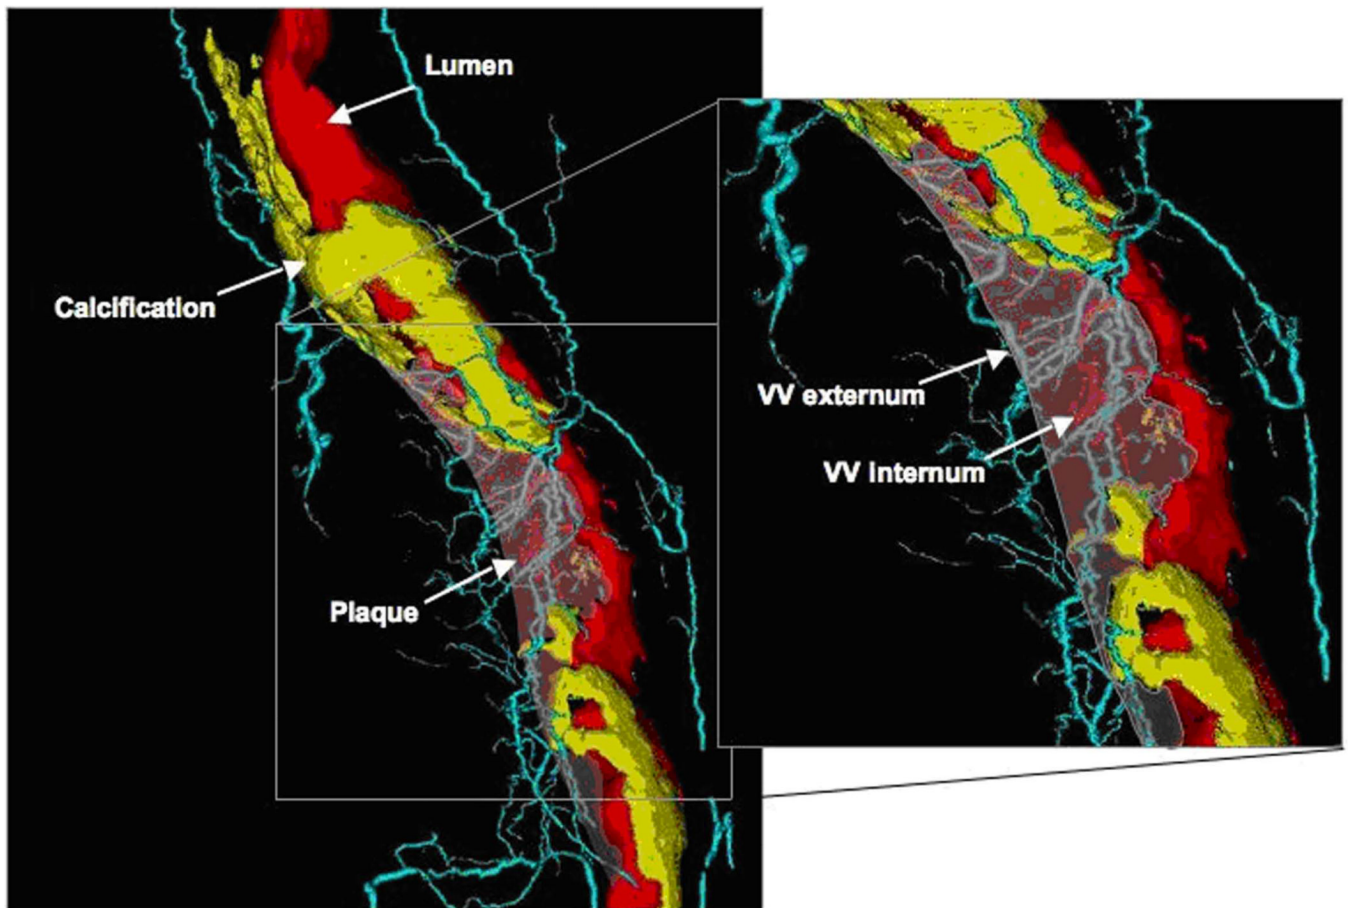 Lumen
Calcification
VV externum
VV internum
Plaque